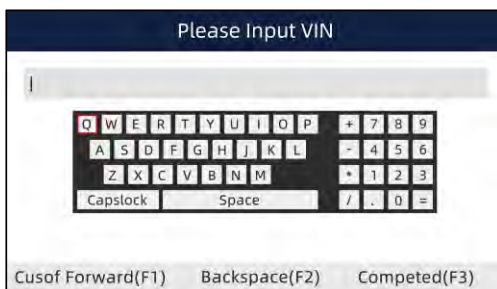 Please Input VIN
Q W E R T Y U I O P + 7 8 9
A S D F G H J K L - 4 5 6
Z X C V B N M * 1 2 3
Capslock Space / . 0 =
Cusof Forward(F1) Backspace(F2) Competed(F3)